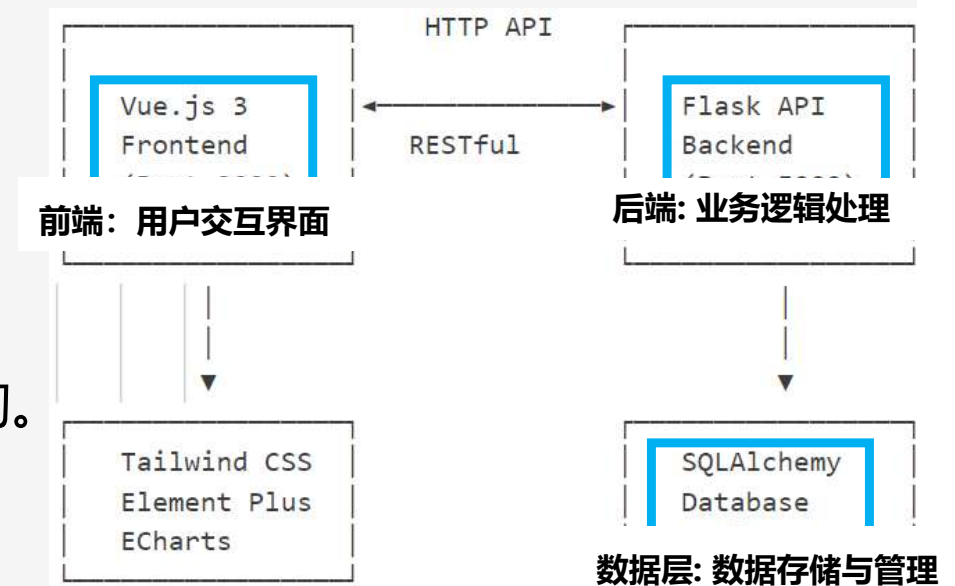 HTTP API
Vue.js 3
Frontend
RESTful
前端：用户交互界面
Flask API
Backend
后端: 业务逻辑处理
。
Tailwind CSS
Element Plus
ECharts
SQLAlchemy
Database
数据层: 数据存储与管理